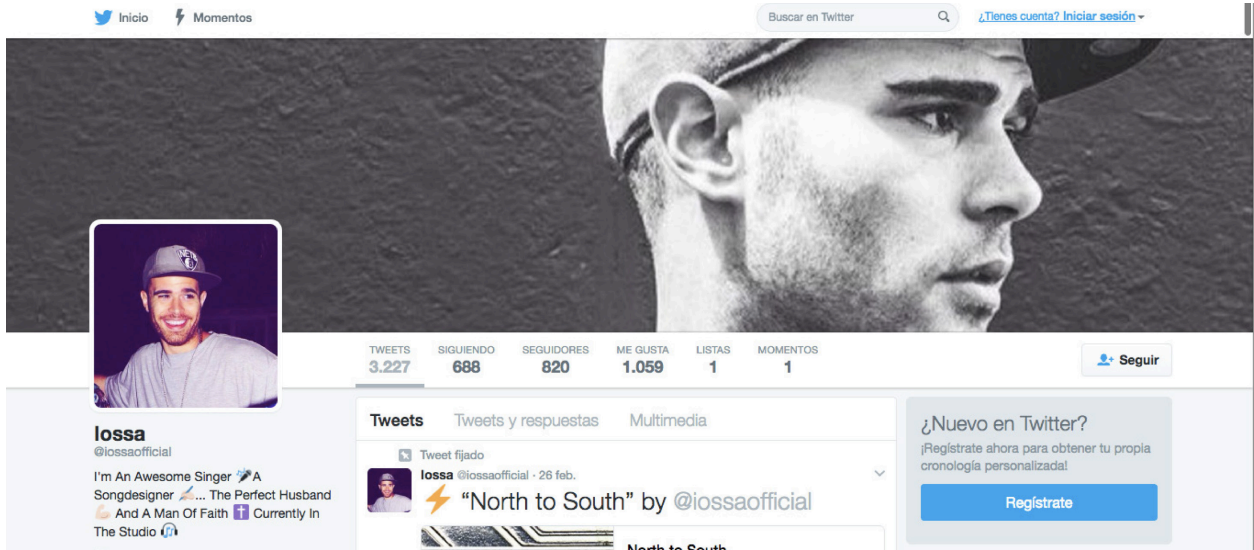 Inicio Momentos Buscar en Twitter ¿Tienes cuenta? Iniciar sesión
TWEETS SIGUIENDO SEGUIDORES ME GUSTA LISTAS MOMENTOS
3.227 688 820 1.059 1 1
Seguir
Iossa
@iossaofficial
I'm An Awesome Singer 🎤A
Songdesigner ✍🏻... The Perfect Husband
💪🏻 And A Man Of Faith ✝️ Currently In
The Studio 🎧
Tweets Tweets y respuestas Multimedia
Tweet fijado
Iossa @iossaofficial · 26 feb.
⚡ “North to South” by @iossaofficial
North to South
¿Nuevo en Twitter?
¡Regístrate ahora para obtener tu propia
cronología personalizada!
Regístrate